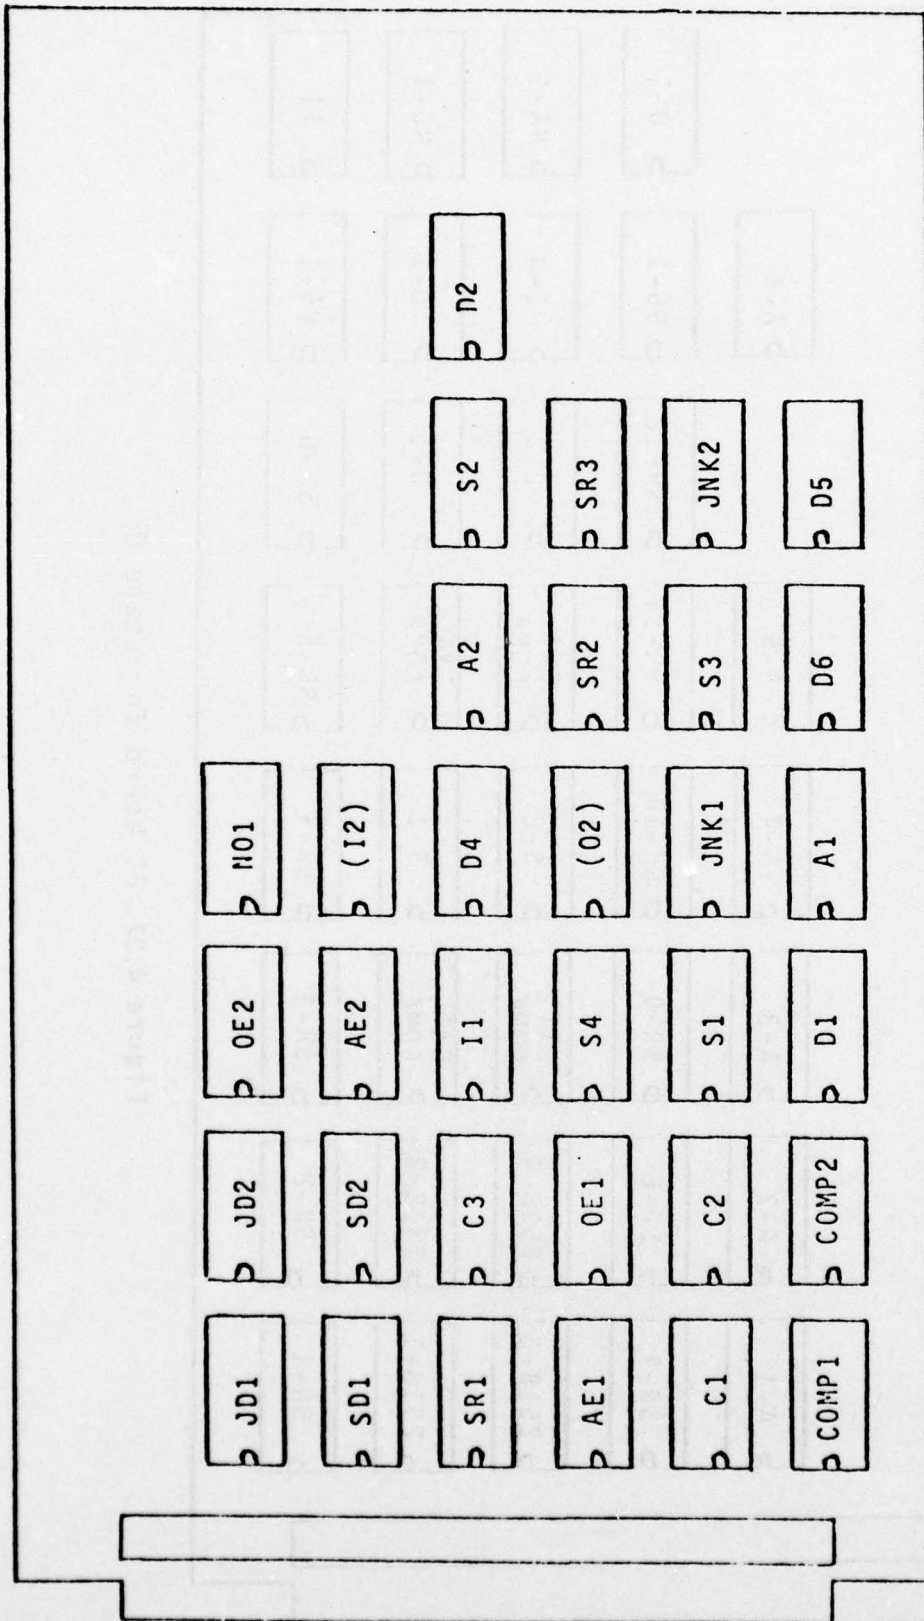 JD1 JD2 OE2 NO1
SD1 SD2 AE2 (I2)
SR1 C3 I1 D4 A2 S2 D2
AE1 OE1 S4 (O2) SR2 SR3
C1 C2 S1 JNK1 S3 JNK2
COMP1 COMP2 D1 A1 D6 D5